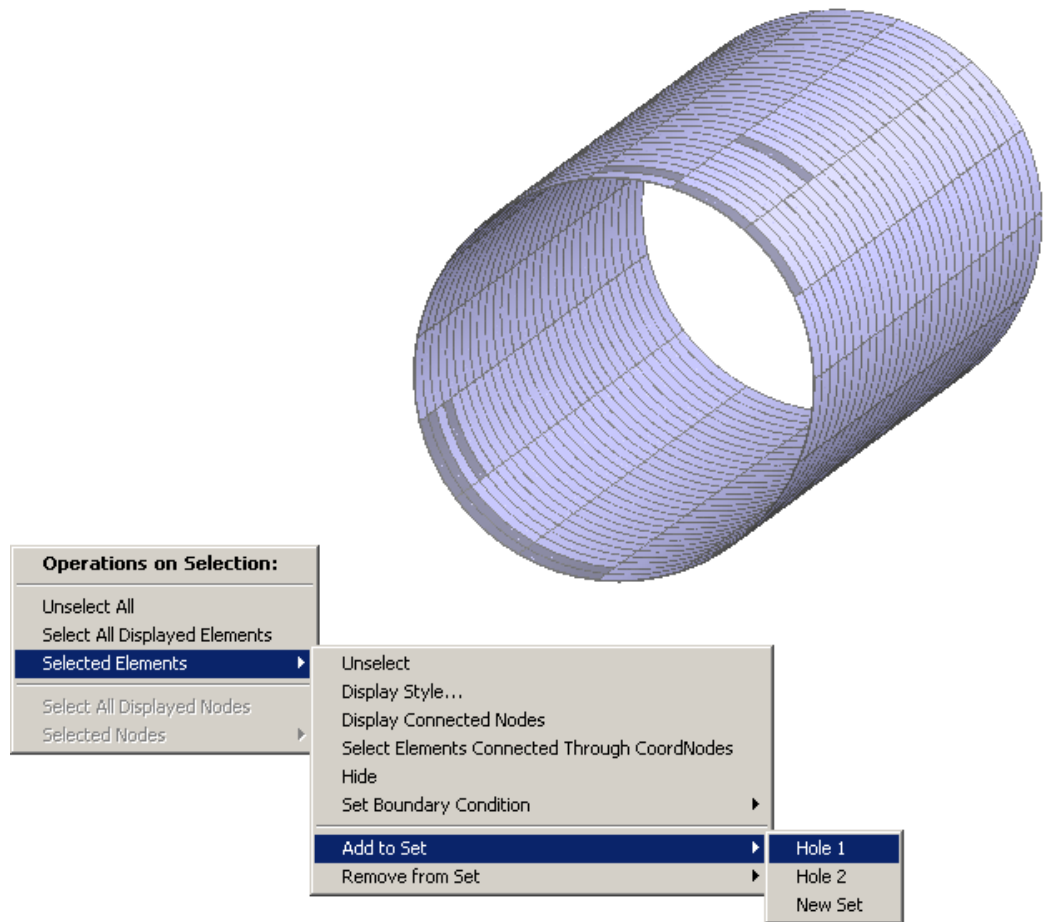 Operations on Selection:
Unselect All
Select All Displayed Elements
Selected Elements
Select All Displayed Nodes
Selected Nodes
Unselect
Display Style...
Display Connected Nodes
Select Elements Connected Through CoordNodes
Hide
Set Boundary Condition
Add to Set
Remove from Set
Hole 1
Hole 2
New Set